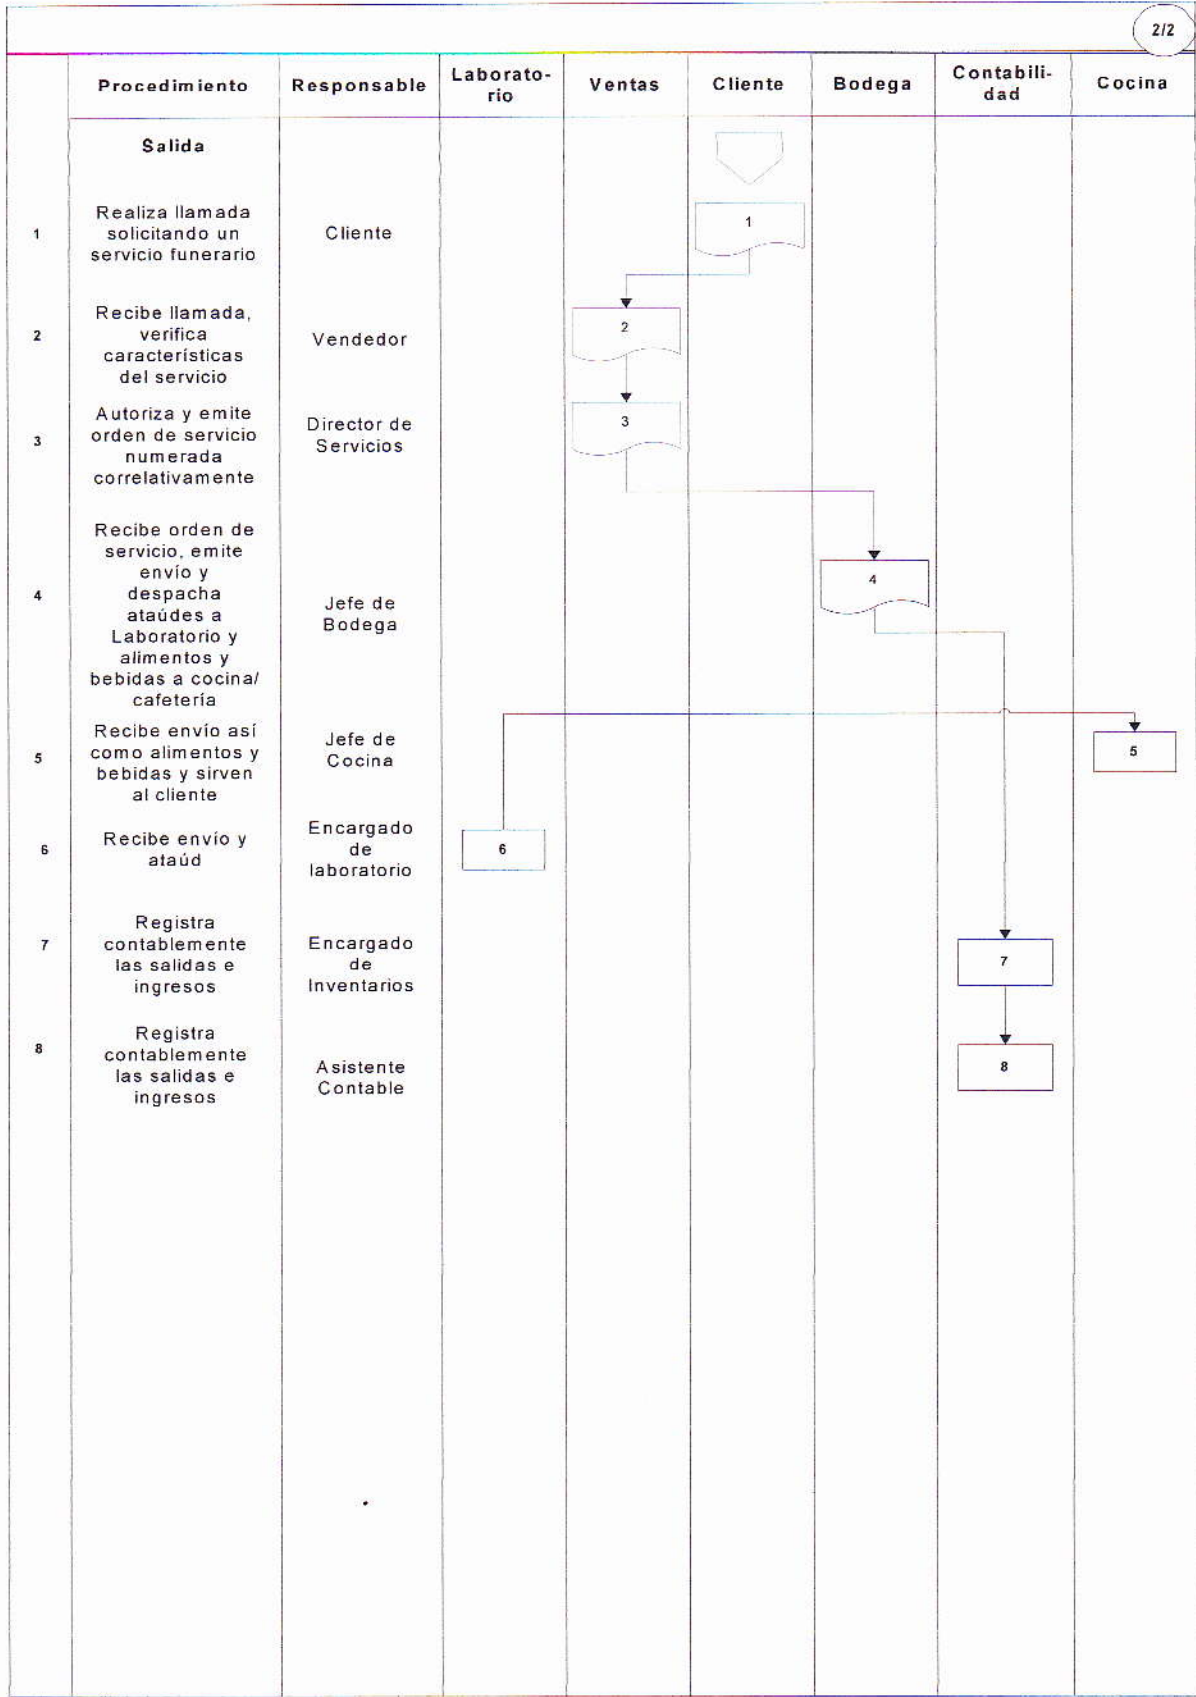 2/2
Procedimiento
Responsable
Laborato-
rio
Ventas
Cliente
Bodega
Contabili-
dad
Cocina
Salida
1
Realiza llamada
solicitando un
servicio funerario
Cliente
1
2
Recibe llamada,
verifica
características
del servicio
Vendedor
2
3
Autoriza y emite
orden de servicio
numerada
correlativamente
Director de
Servicios
3
4
Recibe orden de
servicio, emite
envío y
despacha
ataúdes a
Laboratorio y
alimentos y
bebidas a cocina/
cafetería
Jefe de
Bodega
4
5
Recibe envío así
como alimentos y
bebidas y sirven
al cliente
Jefe de
Cocina
5
6
Recibe envío y
ataúd
Encargado
de
laboratorio
6
7
Registra
contablemente
las salidas e
ingresos
Encargado
de
Inventarios
7
8
Registra
contablemente
las salidas e
ingresos
Asistente
Contable
8